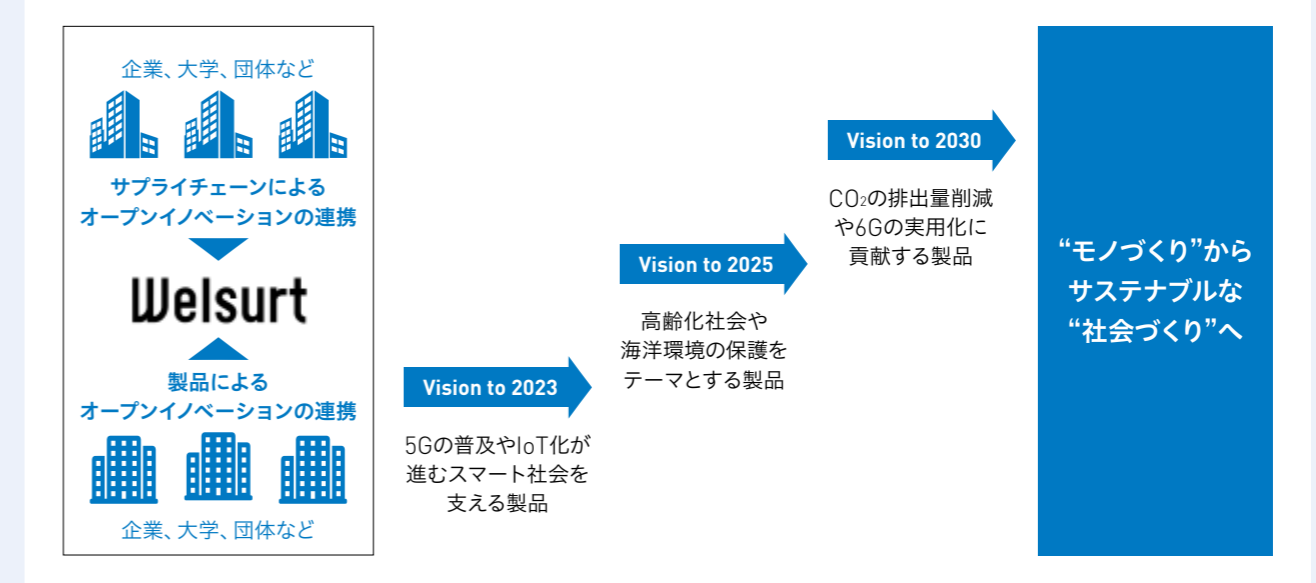 企業、大学、団体など
サプライチェーンによる
オープンイノベーションの連携
Welsurt
製品による
オープンイノベーションの連携
企業、大学、団体など
Vision to 2023
5Gの普及やIoT化が
進むスマート社会を
支える製品
Vision to 2025
高齢化社会や
海洋環境の保護を
テーマとする製品
Vision to 2030
CO₂の排出量削減
や6Gの実用化に
貢献する製品
“モノづくり”から
サステナブルな
“社会づくり”へ